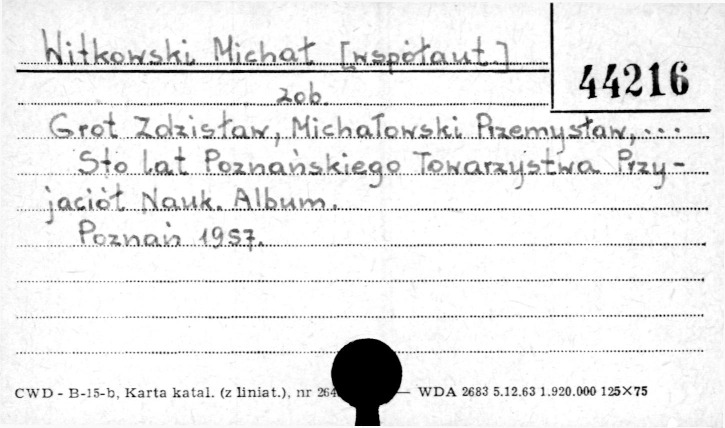 Witkowski Michał [współaut.]
44216
zob.
Grot Zdzisław, Michałowski Przemysław, ...
Sto lat Poznańskiego Towarzystwa Przy-
jaciół Nauk. Album.
Poznań 1957.
CWD - B-15-b, Karta katal. (z liniat.), nr 264 — WDA 2683 5.12.63 1.920.000 125×75